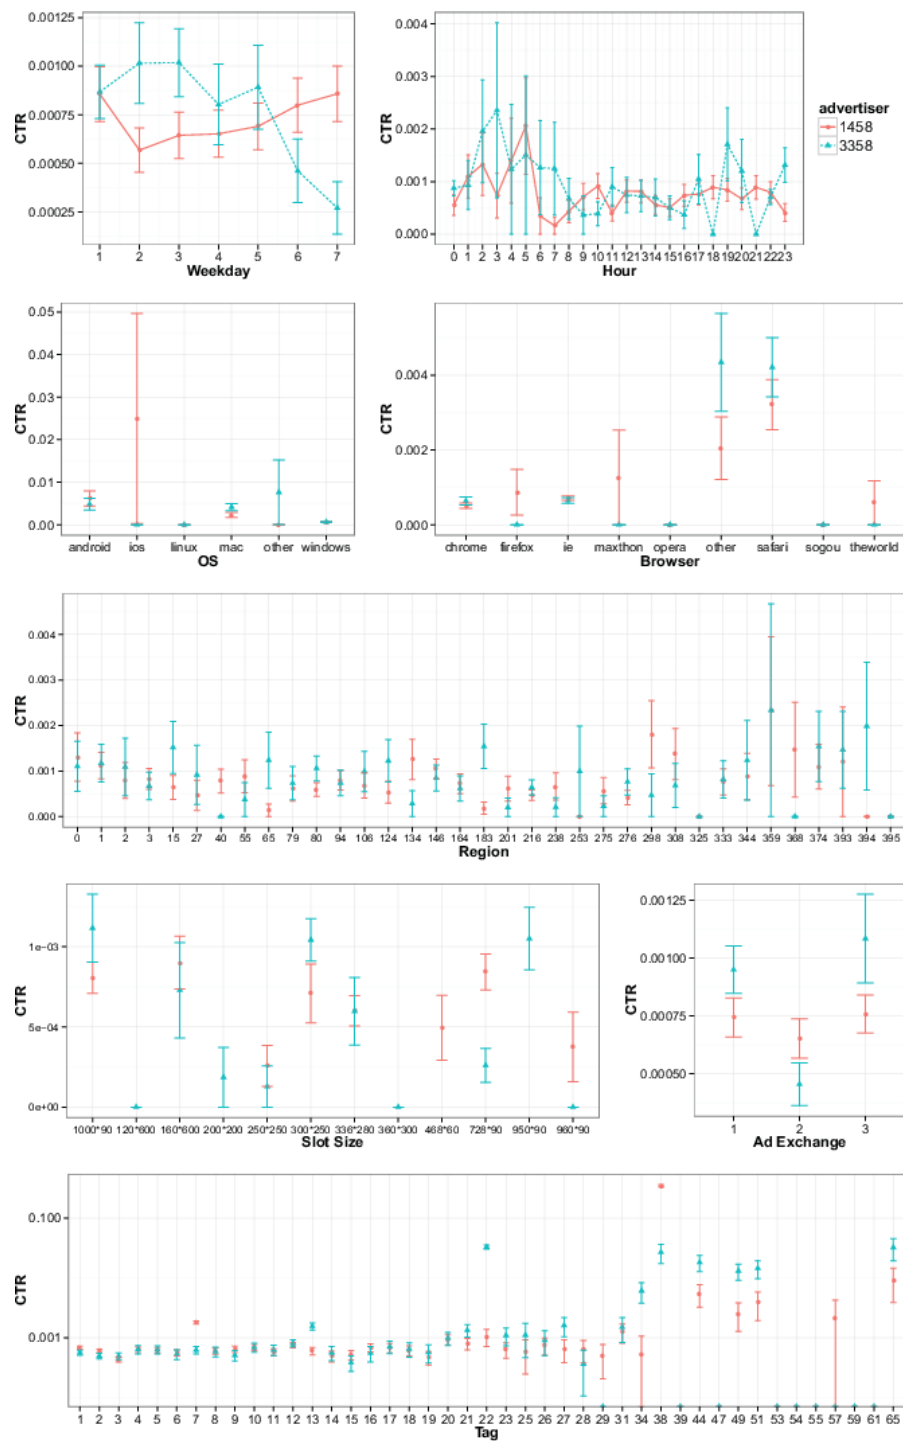 0.00125
0.00100
0.00075
0.00050
0.00025
CTR
1 2 3 4 5 6 7
Weekday
0.004
0.003
0.002
0.001
0.000
CTR
0 1 2 3 4 5 6 7 8 9 10 11 12 13 14 15 16 17 18 19 20 21 22 23
Hour
advertiser
1458
3358
0.05
0.04
0.03
0.02
0.01
0.00
CTR
android ios linux mac other windows
OS
0.004
0.002
0.000
CTR
chrome firefox ie maxthon opera other safari sogou theworld
Browser
0.004
0.003
0.002
0.001
0.000
CTR
0 1 2 3 15 27 40 55 65 79 80 94 106 124 134 146 164 183 201 216 238 253 275 276 298 308 325 333 344 359 368 374 393 394 395
Region
1e-03
5e-04
0e+00
CTR
1000*90 120*600 160*600 200*200 250*250 300*250 336*280 360*300 468*60 728*90 950*90 960*90
Slot Size
0.00125
0.00100
0.00075
0.00050
CTR
1 2 3
Ad Exchange
0.100
0.001
CTR
1 2 3 4 5 6 7 8 9 10 11 12 13 14 15 16 17 18 19 20 21 22 23 24 25 26 27 28 29 31 34 38 39 44 47 49 51 53 54 55 57 59 61 65
Tag